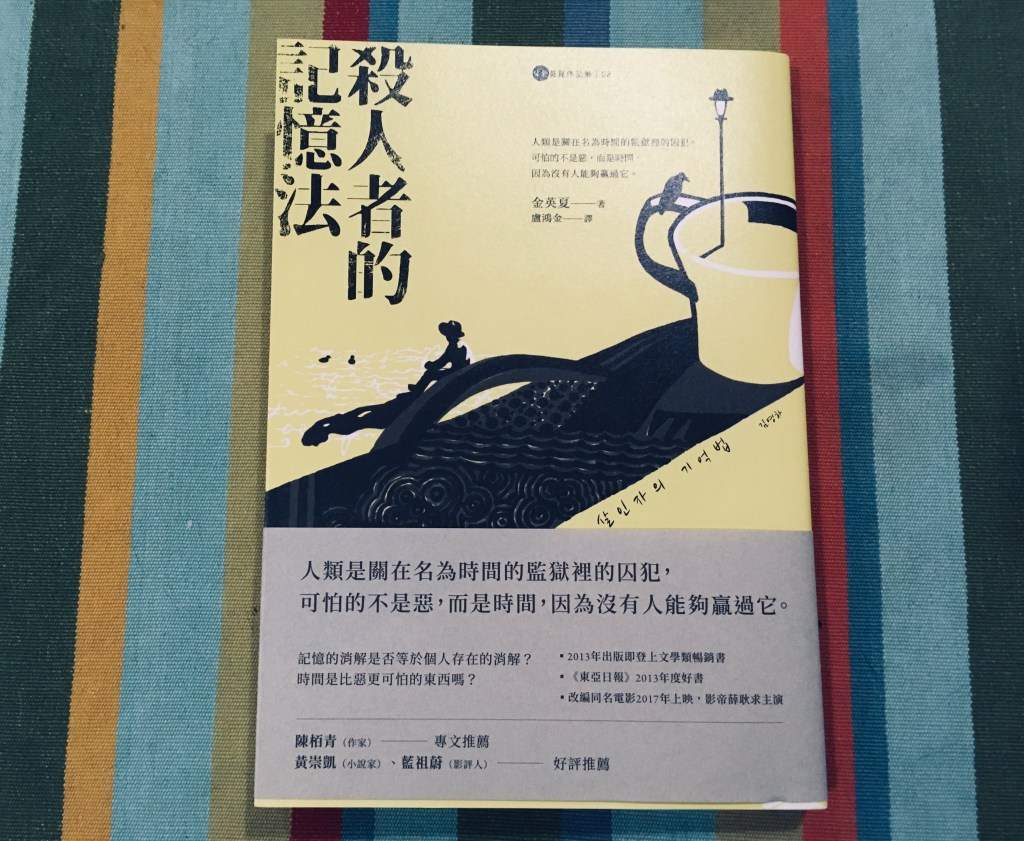 殺人者的
記憶法
英夏作品集|02
人類是關在名為時間的監獄裡的囚犯,
可怕的不是惡,而是時間,
因為沒有人能夠贏過它。
金英夏——著
盧鴻金——譯
살인자의 기억법
김영하
人類是關在名為時間的監獄裡的囚犯,
可怕的不是惡,而是時間,因為沒有人能夠贏過它。
記憶的消解是否等於個人存在的消解?
時間是比惡更可怕的東西嗎?
▪2013年出版即登上文學類暢銷書
▪《東亞日報》2013年度好書
▪改編同名電影2017年上映,影帝薛耿求主演
陳栢青(作家)——專文推薦
黃崇凱(小說家)、藍祖蔚(影評人)——好評推薦